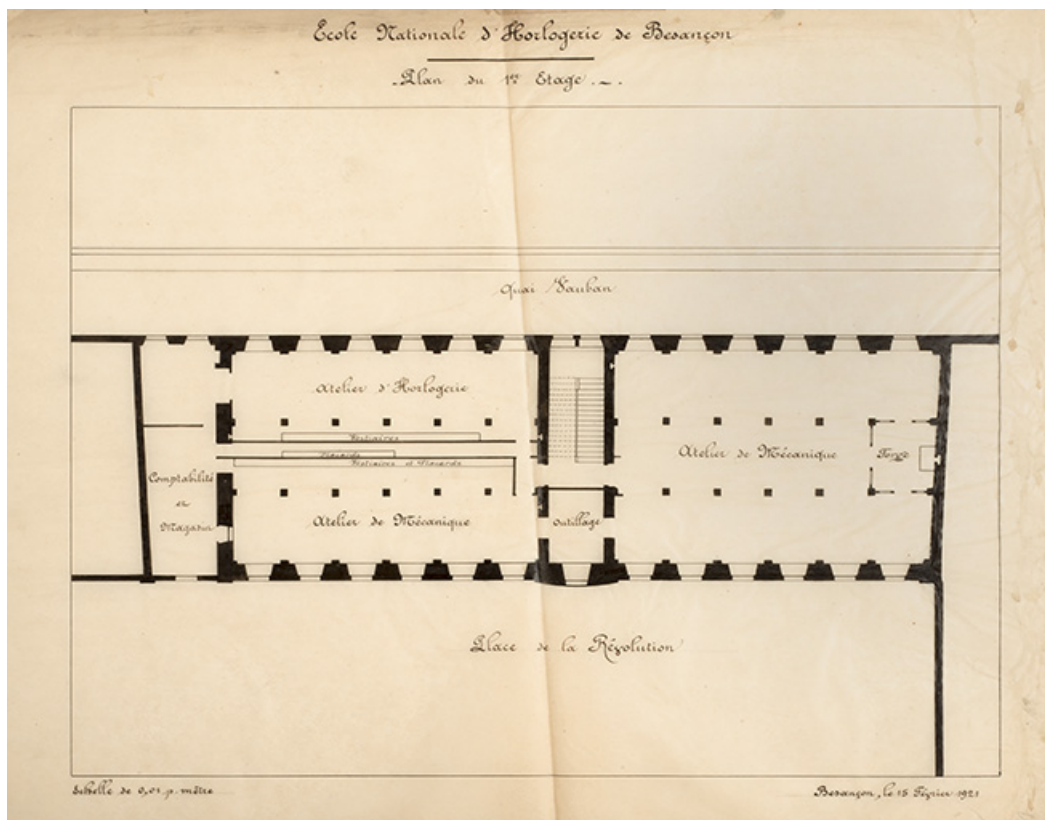 Ecole Nationale d'Horlogerie de Besançon
Plan du 1er Etage
Quai Vauban
Atelier d'Horlogerie
Vestiaires
Placards
Vestiaires et Placards
Atelier de Mécanique
Forge
Comptabilité
et
Magasin
Atelier de Mécanique
Outillage
Place de la Révolution
Echelle de 0,01 p. mètre
Besançon, le 15 Février 1921